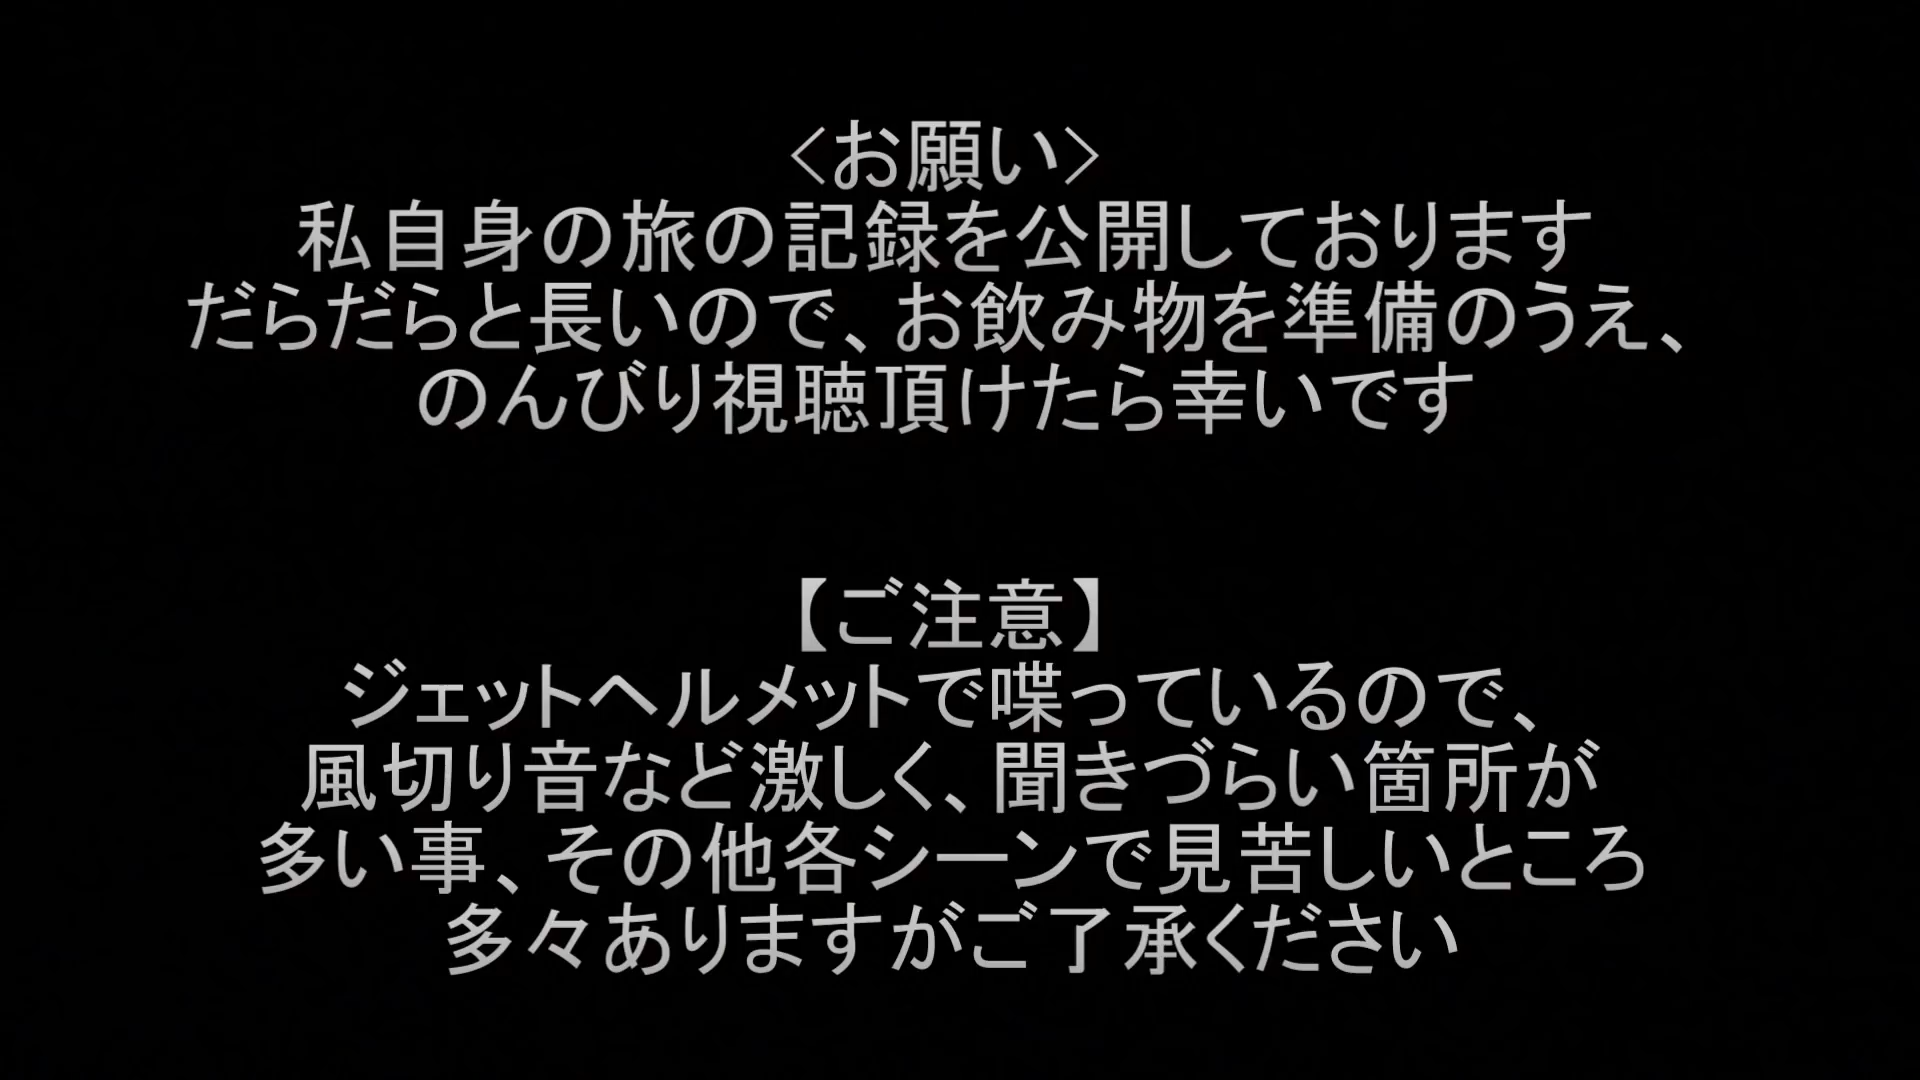 <お願い>
私自身の旅の記録を公開しております
だらだらと長いので、お飲み物を準備のうえ、
のんびり視聴頂けたら幸いです
【ご注意】
ジェットヘルメットで喋っているので、
風切り音など激しく、聞きづらい箇所が
多い事、その他各シーンで見苦しいところ
多々ありますがご了承ください